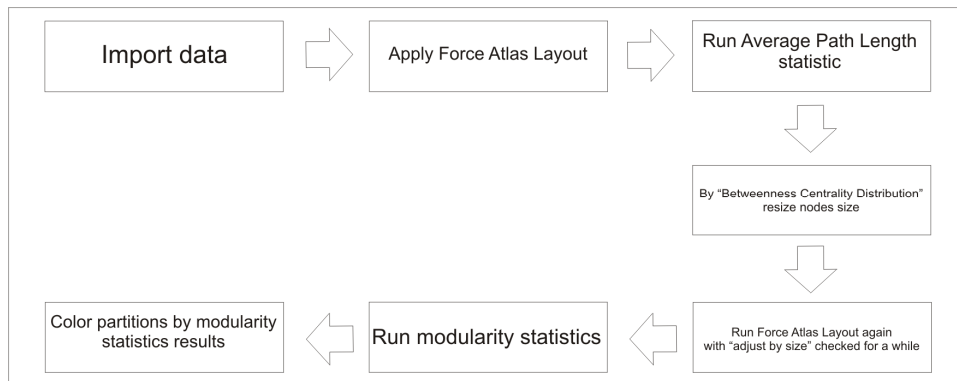 Import data
Apply Force Atlas Layout
Run Average Path Length
statistic
By “Betweenness Centrality Distribution”
resize nodes size
Run Force Atlas Layout again
with “adjust by size” checked for a while
Run modularity statistics
Color partitions by modularity
statistics results